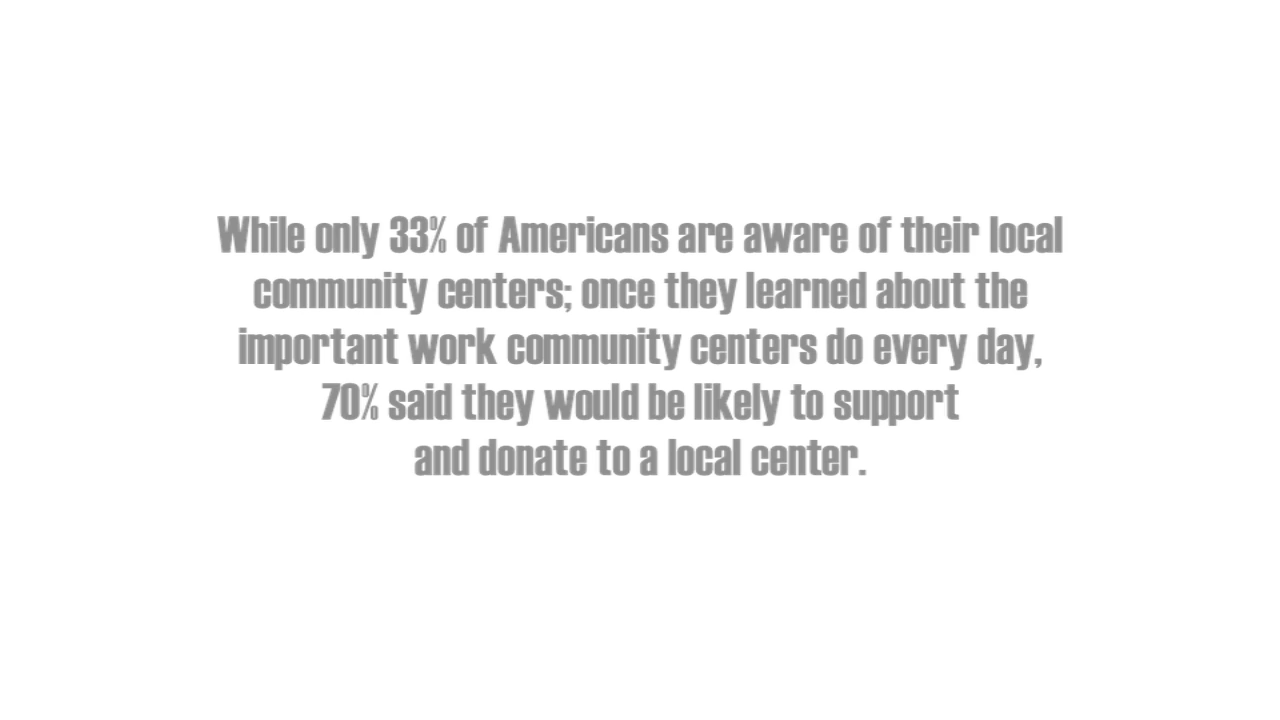 While only 33% of Americans are aware of their local
community centers; once they learned about the
important work community centers do every day,
70% said they would be likely to support
and donate to a local center.